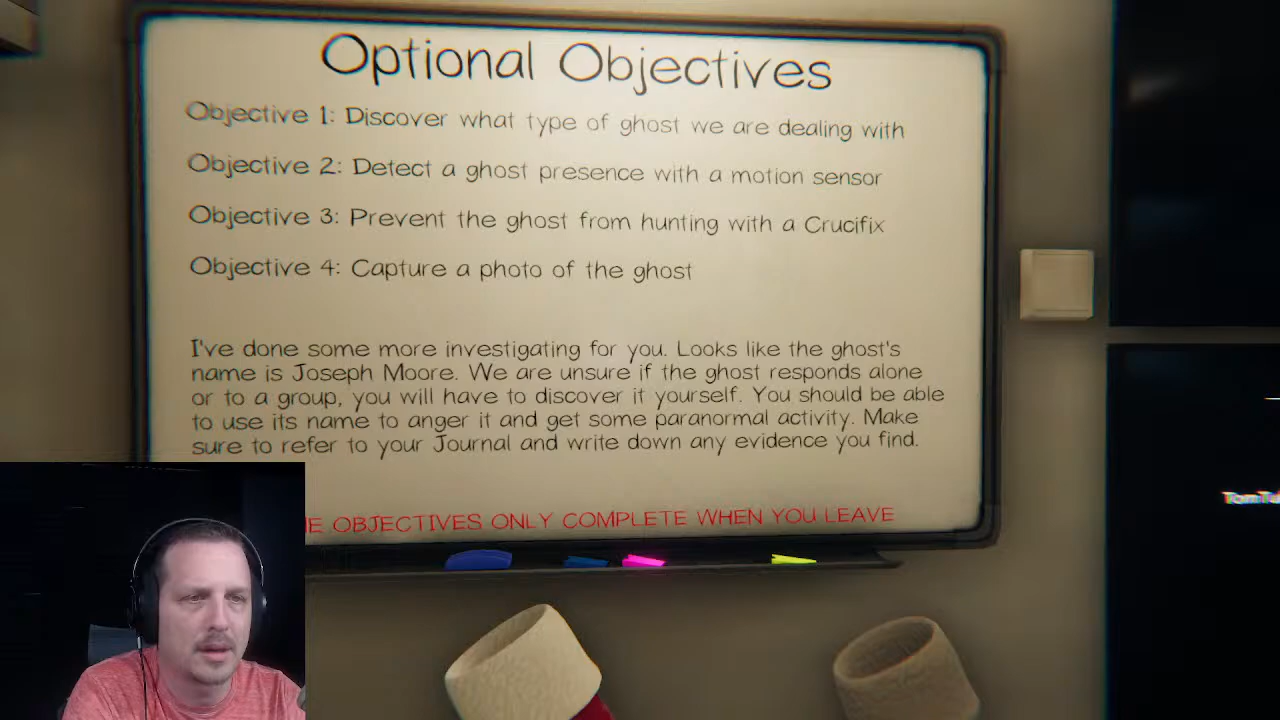 Optional Objectives
Objective 1: Discover what type of ghost we are dealing with
Objective 2: Detect a ghost presence with a motion sensor
Objective 3: Prevent the ghost from hunting with a Crucifix
Objective 4: Capture a photo of the ghost
I've done some more investigating for you. Looks like the ghost's
name is Joseph Moore. We are unsure if the ghost responds alone
or to a group, you will have to discover it yourself. You should be able
to use its name to anger it and get some paranormal activity. Make
sure to refer to your Journal and write down any evidence you find.
OBJECTIVES ONLY COMPLETE WHEN YOU LEAVE